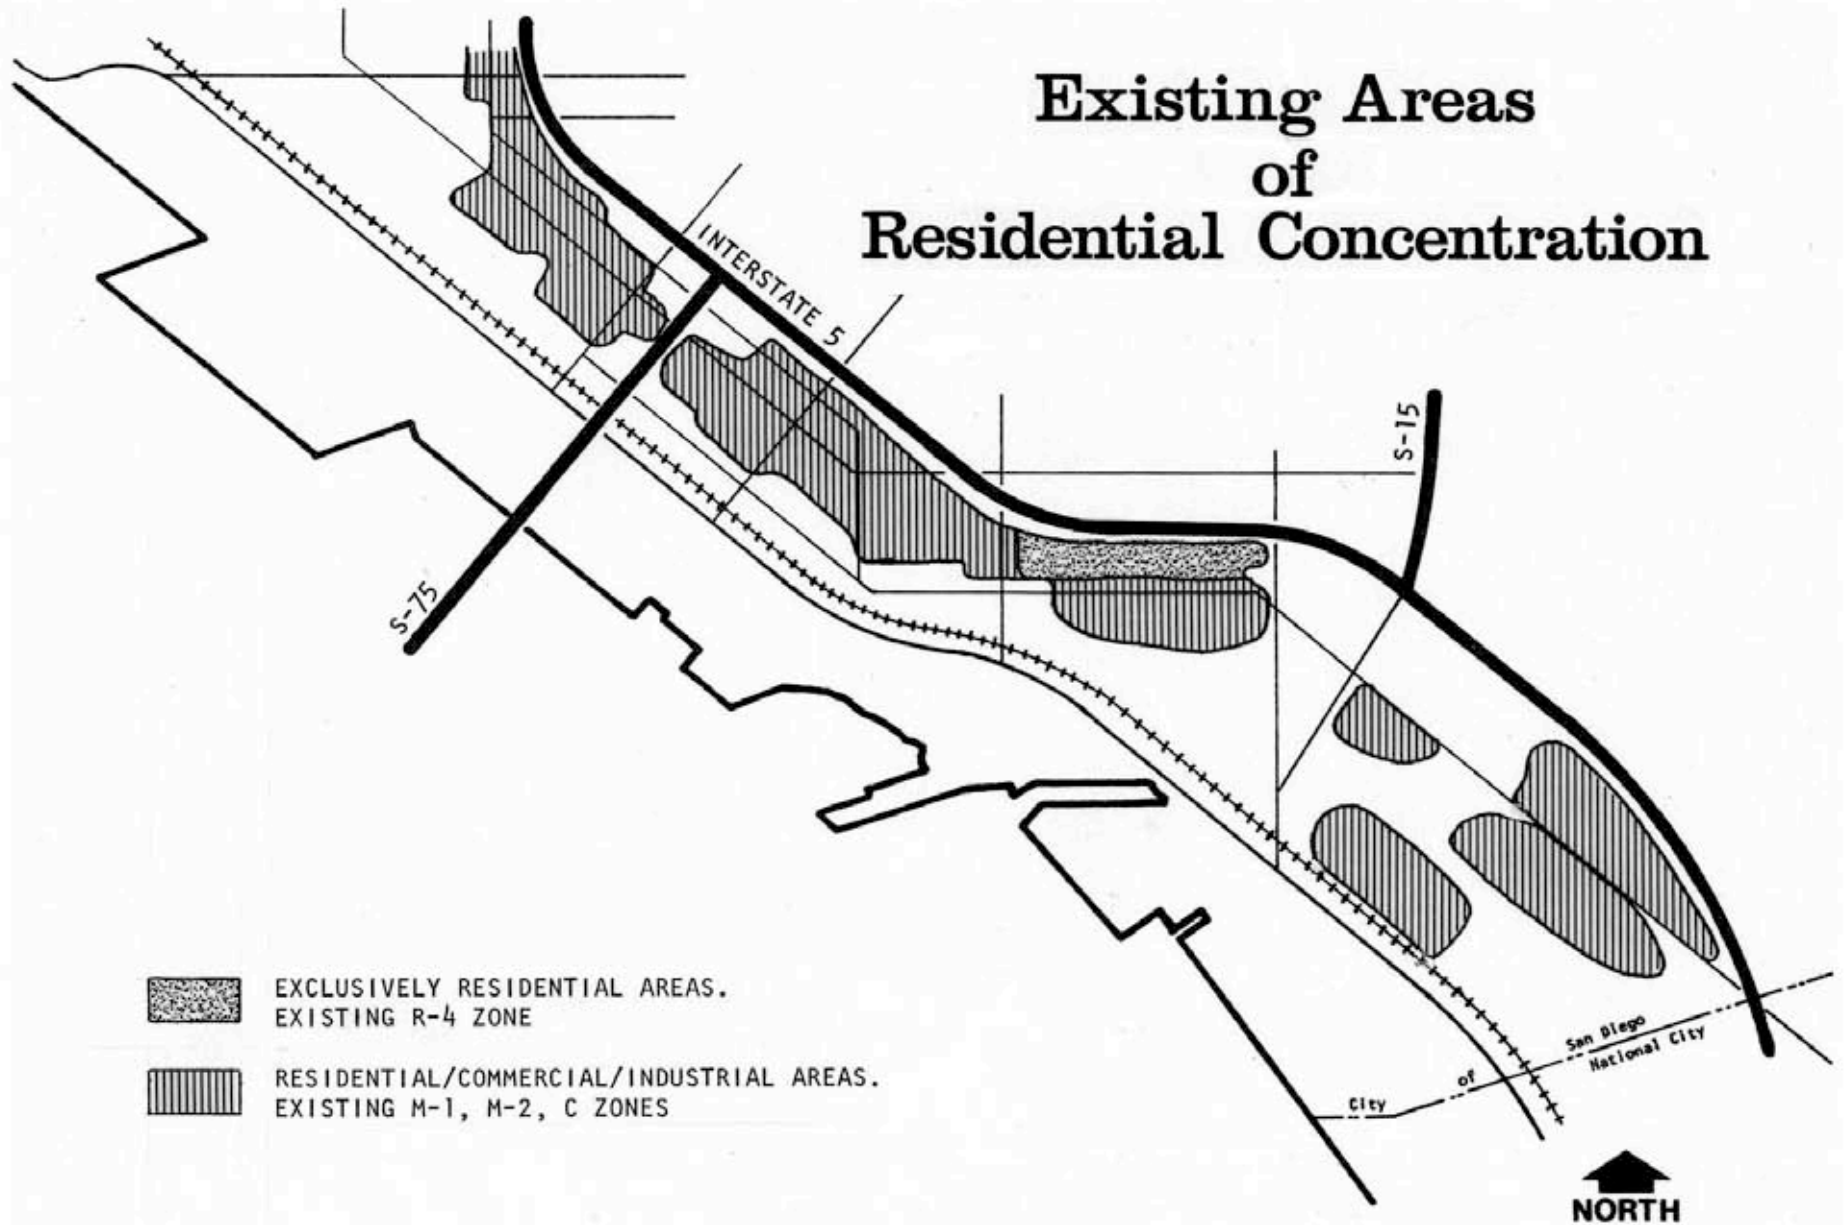 Existing Areas
of
Residential Concentration
INTERSTATE 5
S-15
S-75
EXCLUSIVELY RESIDENTIAL AREAS.
EXISTING R-4 ZONE
RESIDENTIAL/COMMERCIAL/INDUSTRIAL AREAS.
EXISTING M-1, M-2, C ZONES
San Diego
City of National City
NORTH